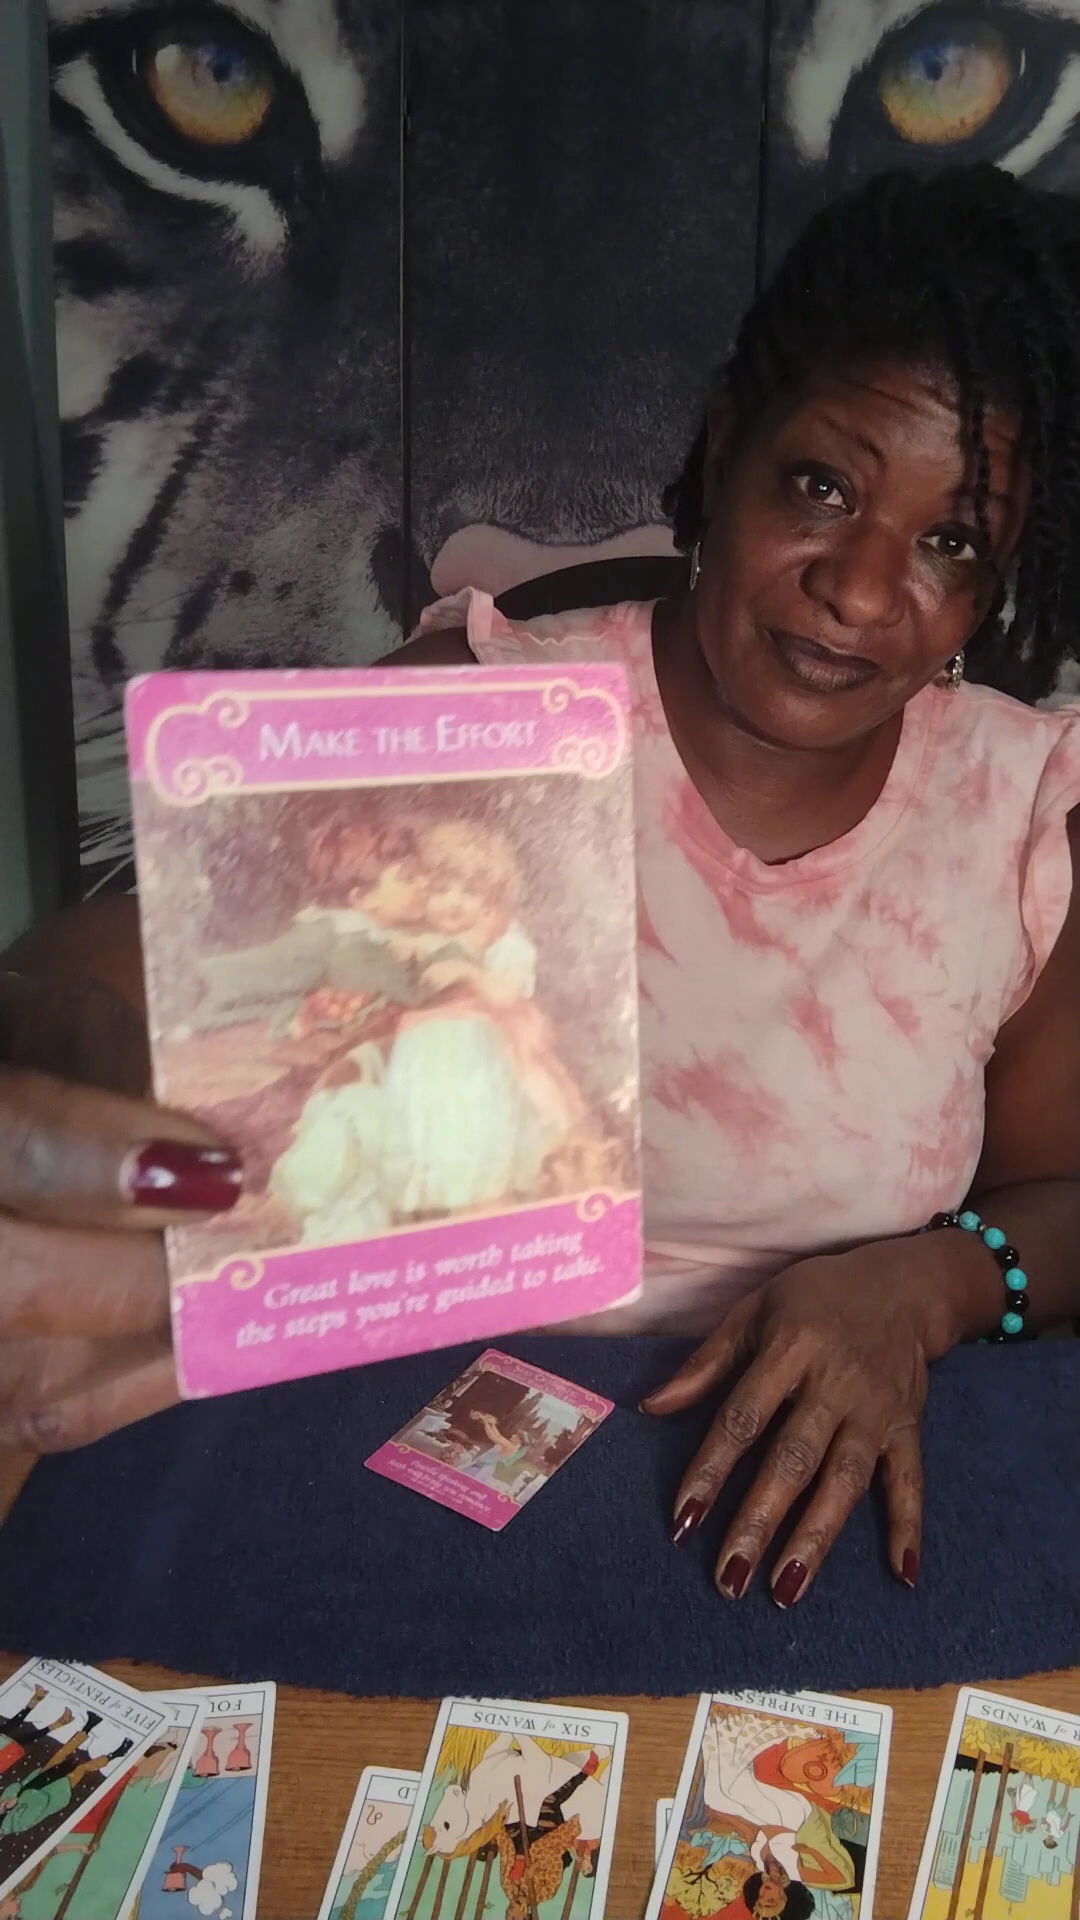 MAKE THE EFFORT
Great love is worth taking
the steps you're guided to take.
FIVE of PENTACLES
FOU
SIX of WANDS
THE EMPRESS
R of WANDS